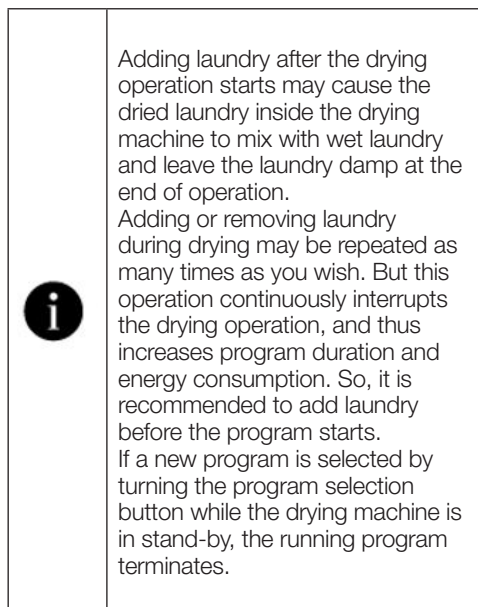 i
Adding laundry after the drying
operation starts may cause the
dried laundry inside the drying
machine to mix with wet laundry
and leave the laundry damp at the
end of operation.
Adding or removing laundry
during drying may be repeated as
many times as you wish. But this
operation continuously interrupts
the drying operation, and thus
increases program duration and
energy consumption. So, it is
recommended to add laundry
before the program starts.
If a new program is selected by
turning the program selection
button while the drying machine is
in stand-by, the running program
terminates.